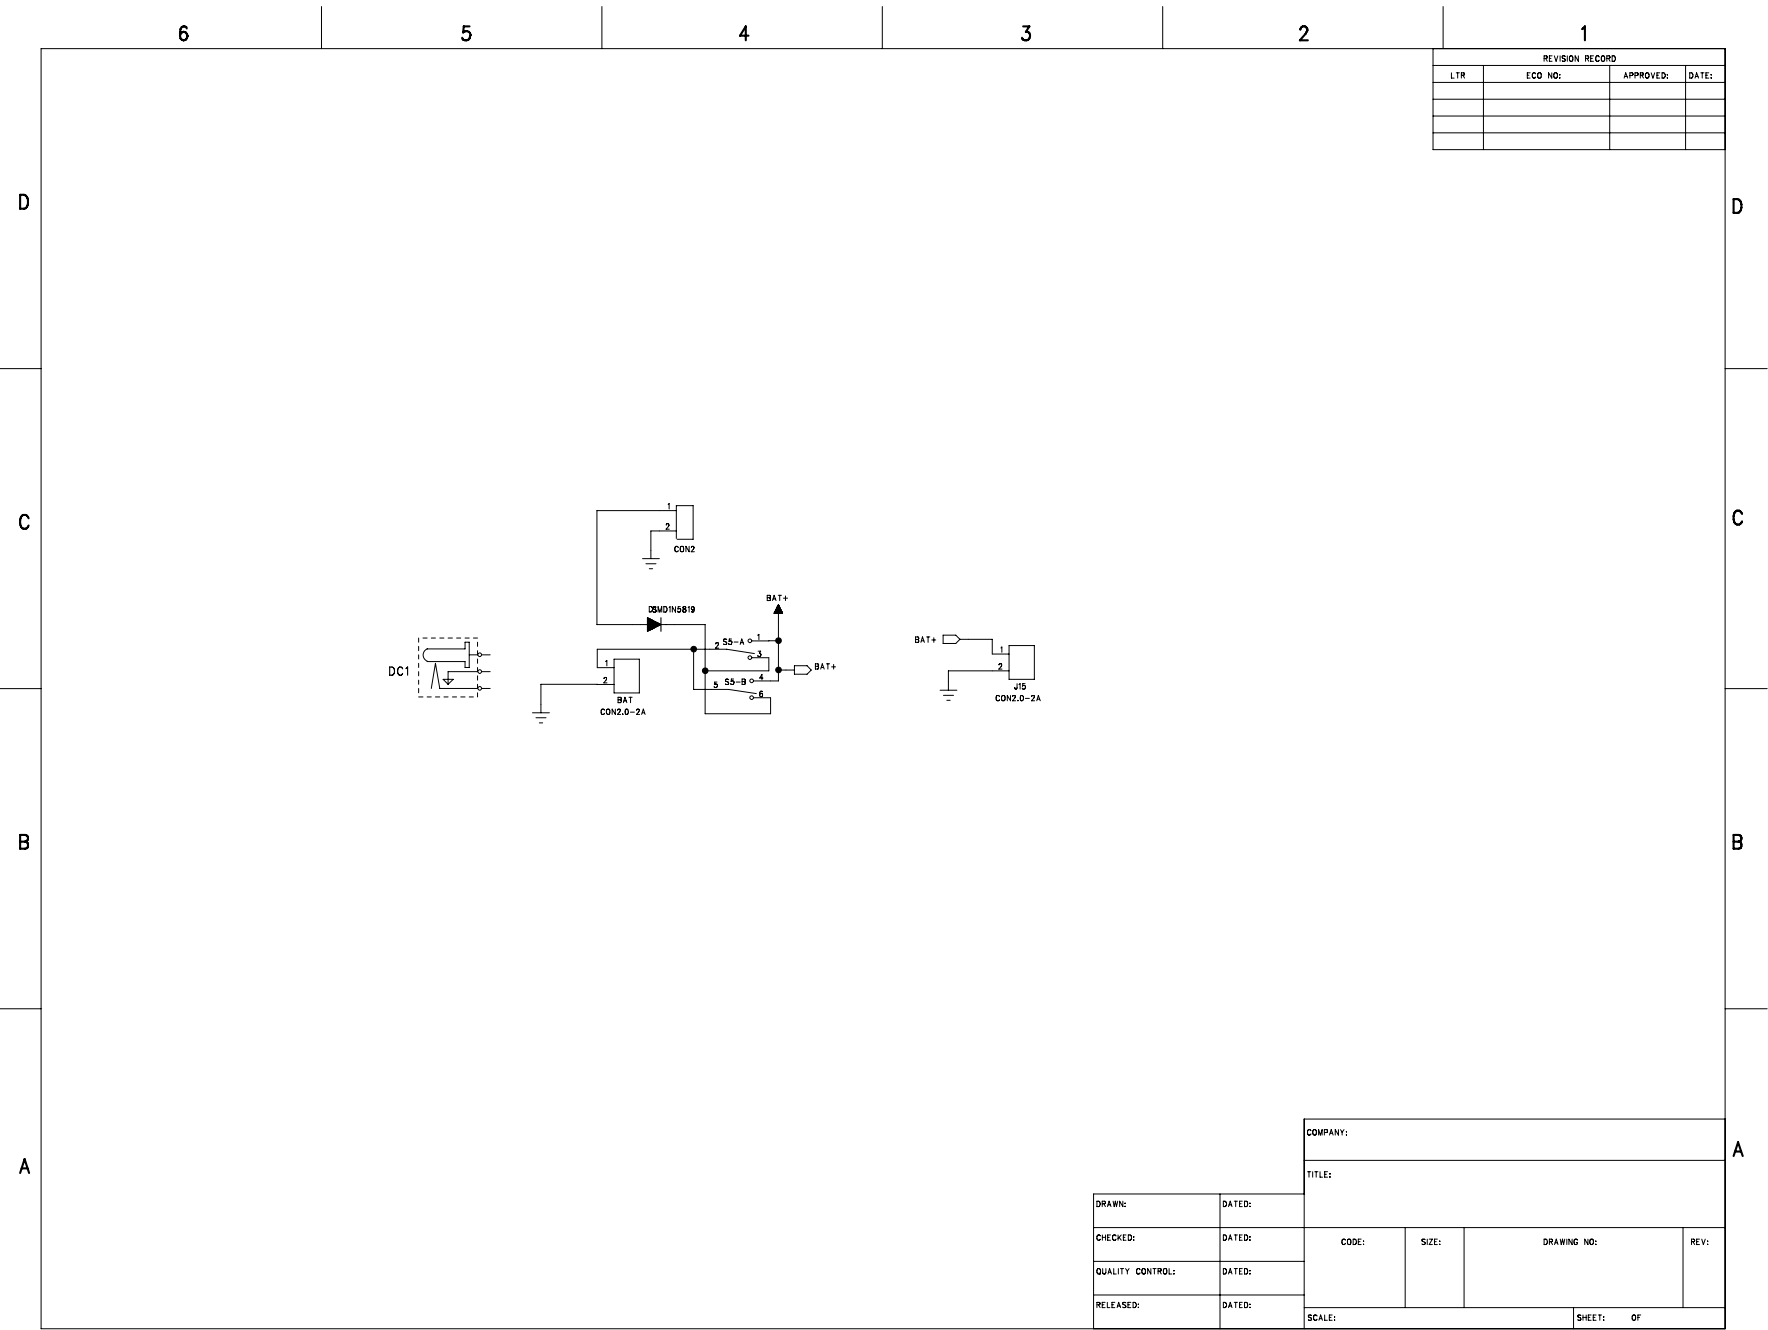 6 5 4 3 2 1
REVISION RECORD
LTR ECO NO: APPROVED: DATE:
D D
C C
1
2
CON2
DSMD1N5819
BAT+
S5-A 1
2
3
DC1
1
2
BAT
CON2.0-2A
S5-B 4
5
6
BAT+
BAT+
1
2
J15
CON2.0-2A
B B
A A
COMPANY:
TITLE:
DRAWN: DATED:
CHECKED: DATED:
QUALITY CONTROL: DATED:
RELEASED: DATED:
CODE: SIZE: DRAWING NO: REV:
SCALE: SHEET: OF